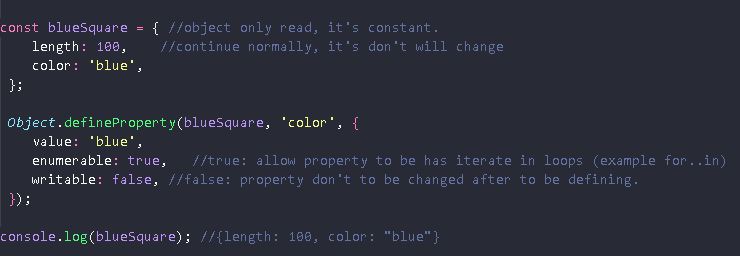 const blueSquare = { //object only read, it's constant.
length: 100, //continue normally, it's don't will change
color: 'blue',
};
Object.defineProperty(blueSquare, 'color', {
value: 'blue',
enumerable: true, //true: allow property to be has iterate in loops (example for..in)
writable: false, //false: property don't to be changed after to be defining.
});
console.log(blueSquare); //{length: 100, color: "blue"}